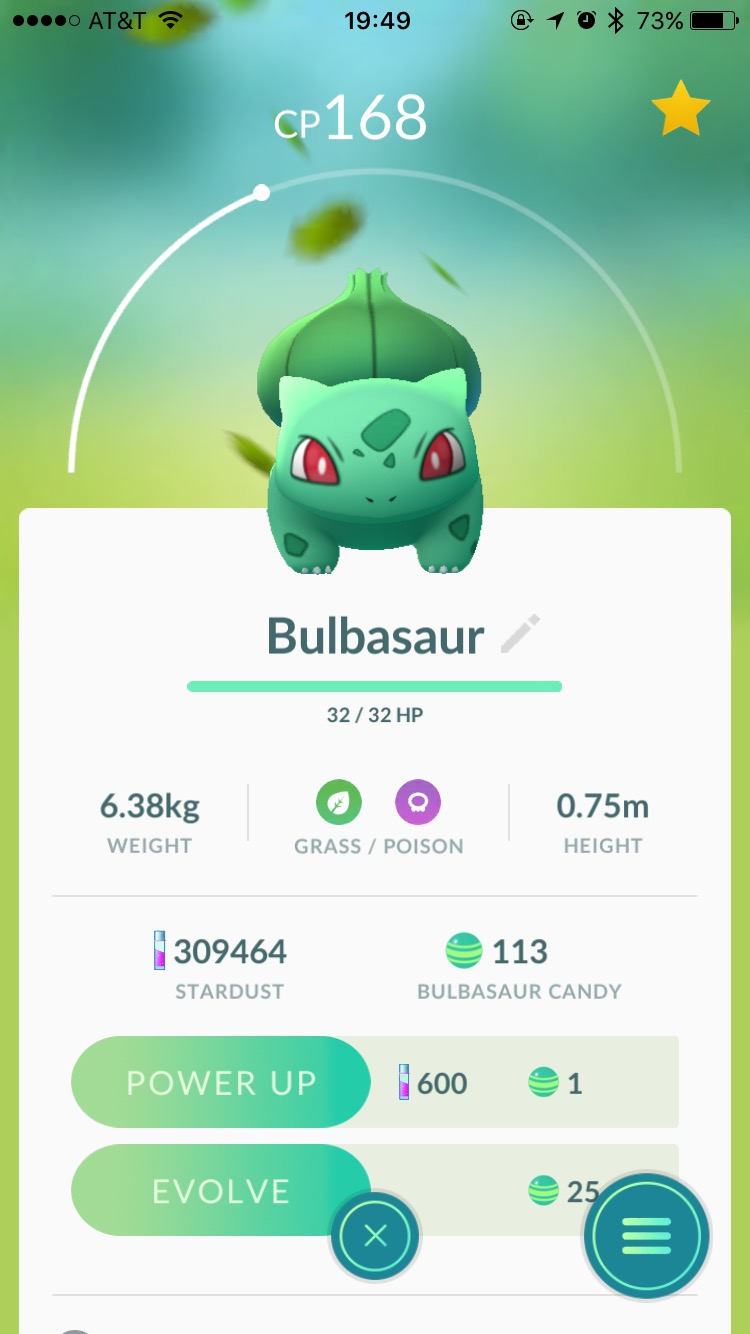 AT&T 19:49 73%
CP168
Bulbasaur
32 / 32 HP
6.38kg 0.75m
WEIGHT GRASS / POISON HEIGHT
309464 113
STARDUST BULBASAUR CANDY
POWER UP 600 1
EVOLVE 25